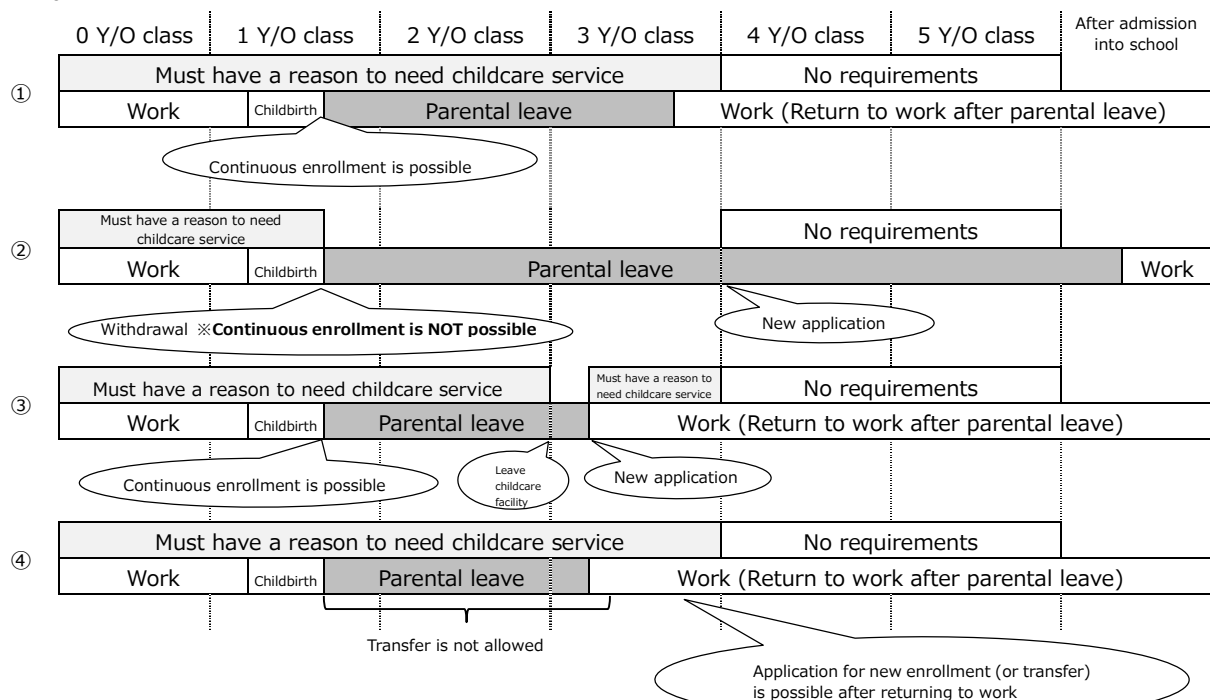 0 Y/O class 1 Y/O class 2 Y/O class 3 Y/O class 4 Y/O class 5 Y/O class After admission
into school
①
Must have a reason to need childcare service No requirements
Work Childbirth Parental leave Work (Return to work after parental leave)
Continuous enrollment is possible
②
Must have a reason to need
childcare service
No requirements
Work Childbirth Parental leave Work
Withdrawal ※Continuous enrollment is NOT possible
New application
③
Must have a reason to need childcare service
Must have a reason to
need childcare service
No requirements
Work Childbirth Parental leave Work (Return to work after parental leave)
Continuous enrollment is possible
Leave
childcare
facility
New application
④
Must have a reason to need childcare service No requirements
Work Childbirth Parental leave Work (Return to work after parental leave)
Transfer is not allowed
Application for new enrollment (or transfer)
is possible after returning to work